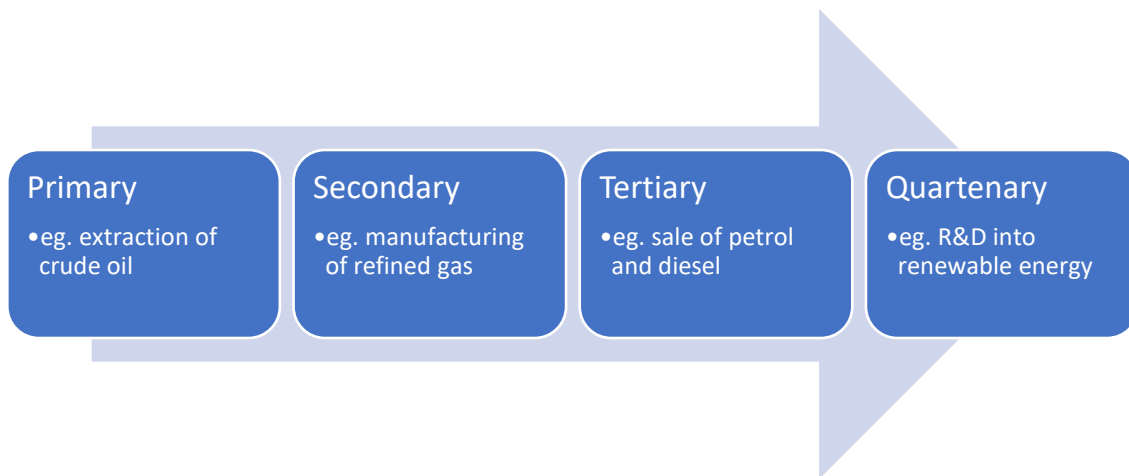 Primary
•eg. extraction of
crude oil
Secondary
•eg. manufacturing
of refined gas
Tertiary
•eg. sale of petrol
and diesel
Quartenary
•eg. R&D into
renewable energy